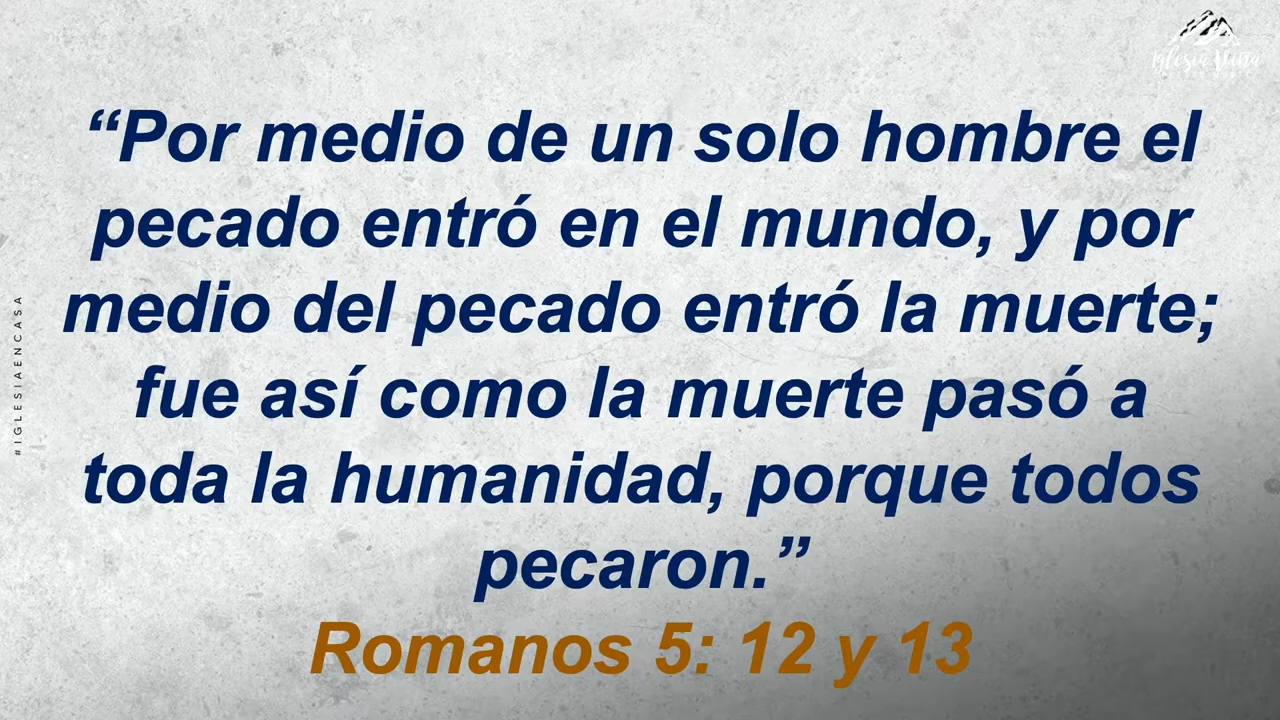 “Por medio de un solo hombre el
pecado entró en el mundo, y por
medio del pecado entró la muerte;
fue así como la muerte pasó a
toda la humanidad, porque todos
pecaron.”
Romanos 5: 12 y 13
#IGLESIAENCASA